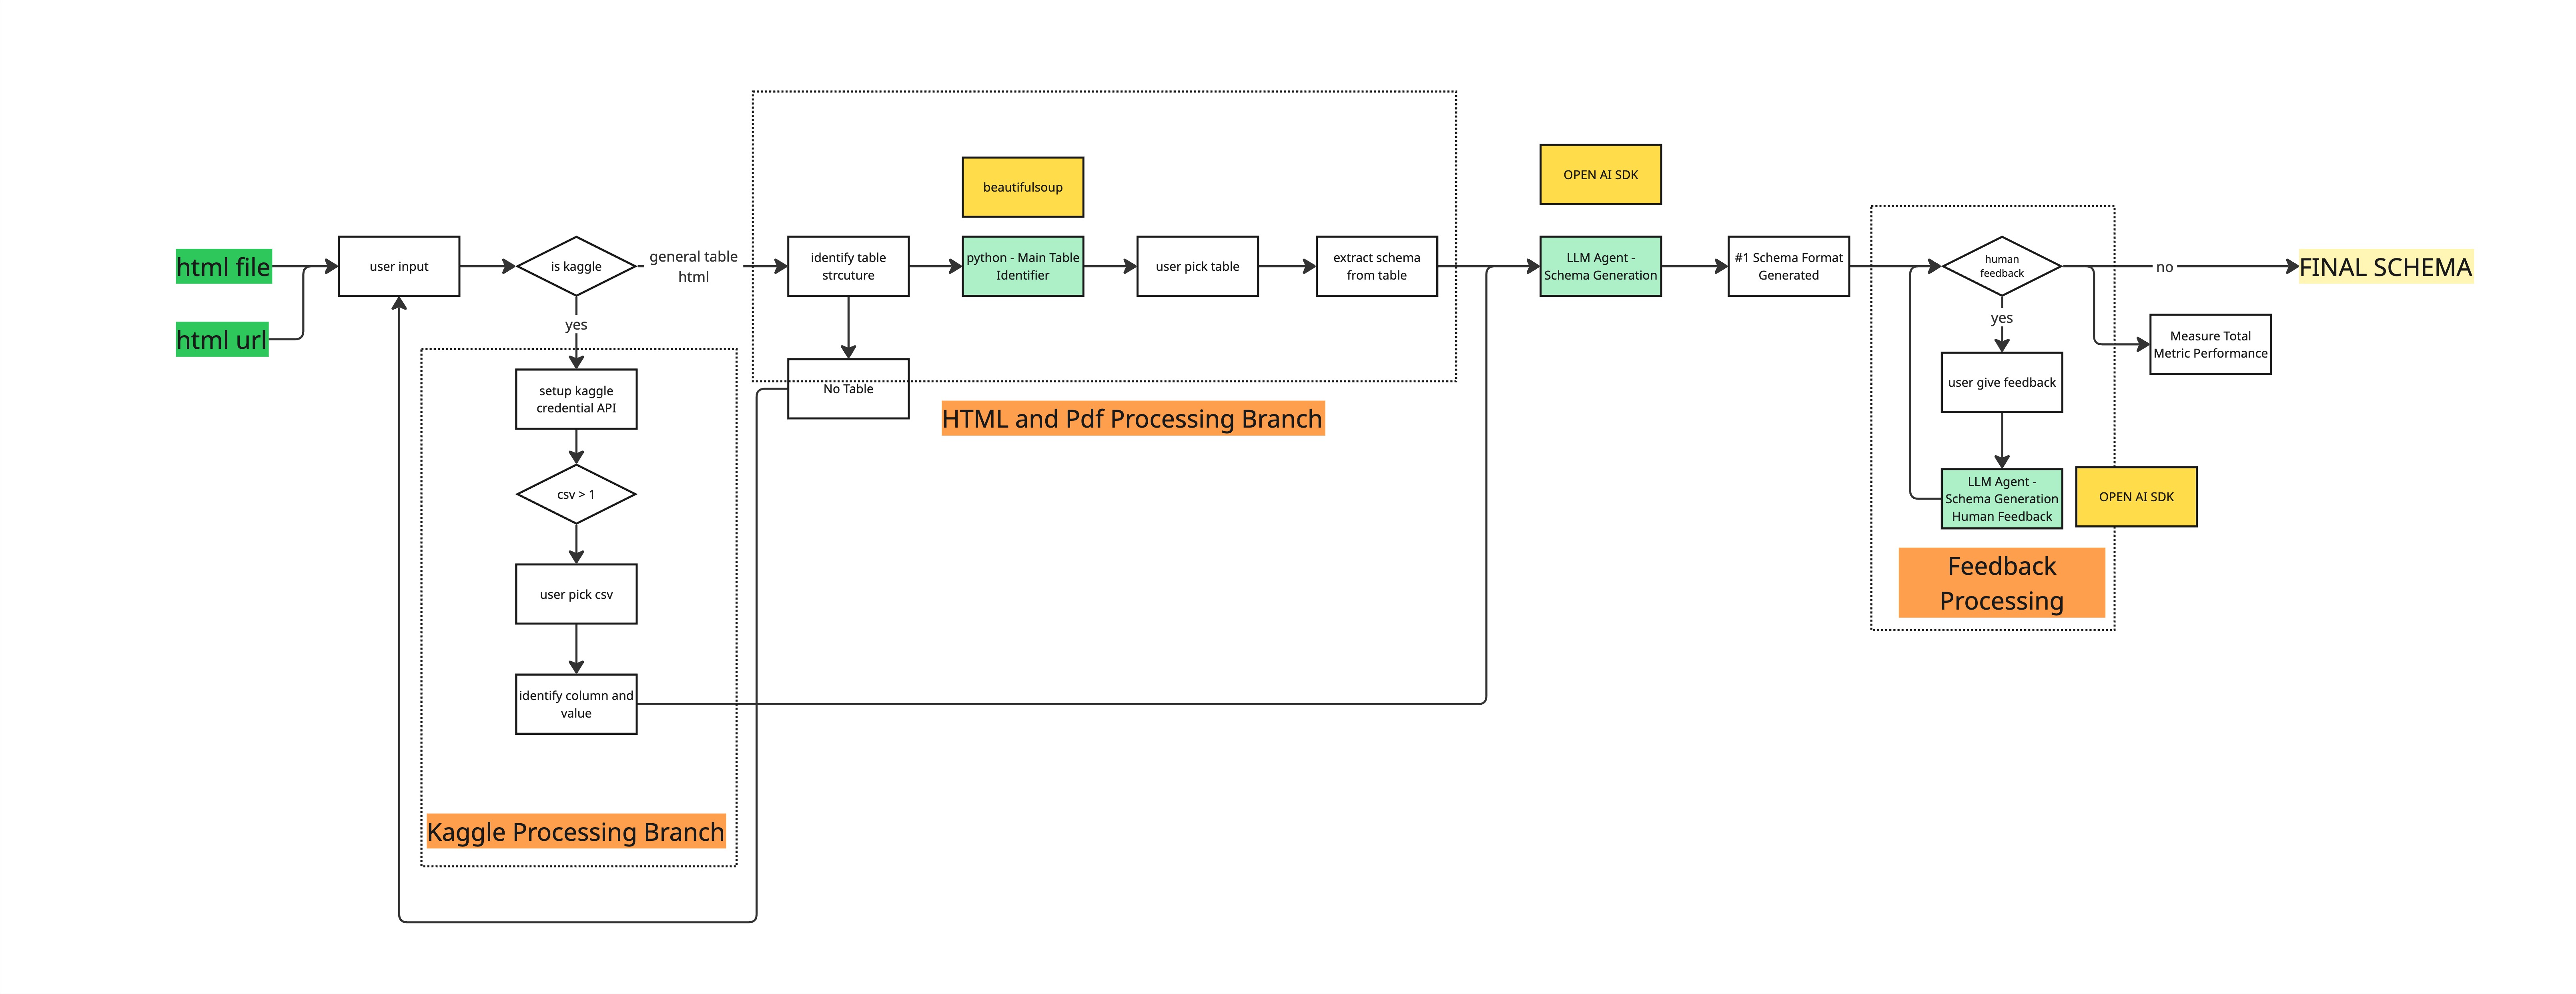 html file
html url
user input
is kaggle
general table
html
yes
setup kaggle
credential API
csv > 1
user pick csv
identify column and
value
Kaggle Processing Branch
beautifulsoup
identify table
strcuture
python - Main Table
Identifier
user pick table
extract schema
from table
No Table
HTML and Pdf Processing Branch
OPEN AI SDK
LLM Agent -
Schema Generation
#1 Schema Format
Generated
human
feedback
no
FINAL SCHEMA
yes
Measure Total
Metric Performance
user give feedback
LLM Agent -
Schema Generation
Human Feedback
OPEN AI SDK
Feedback
Processing